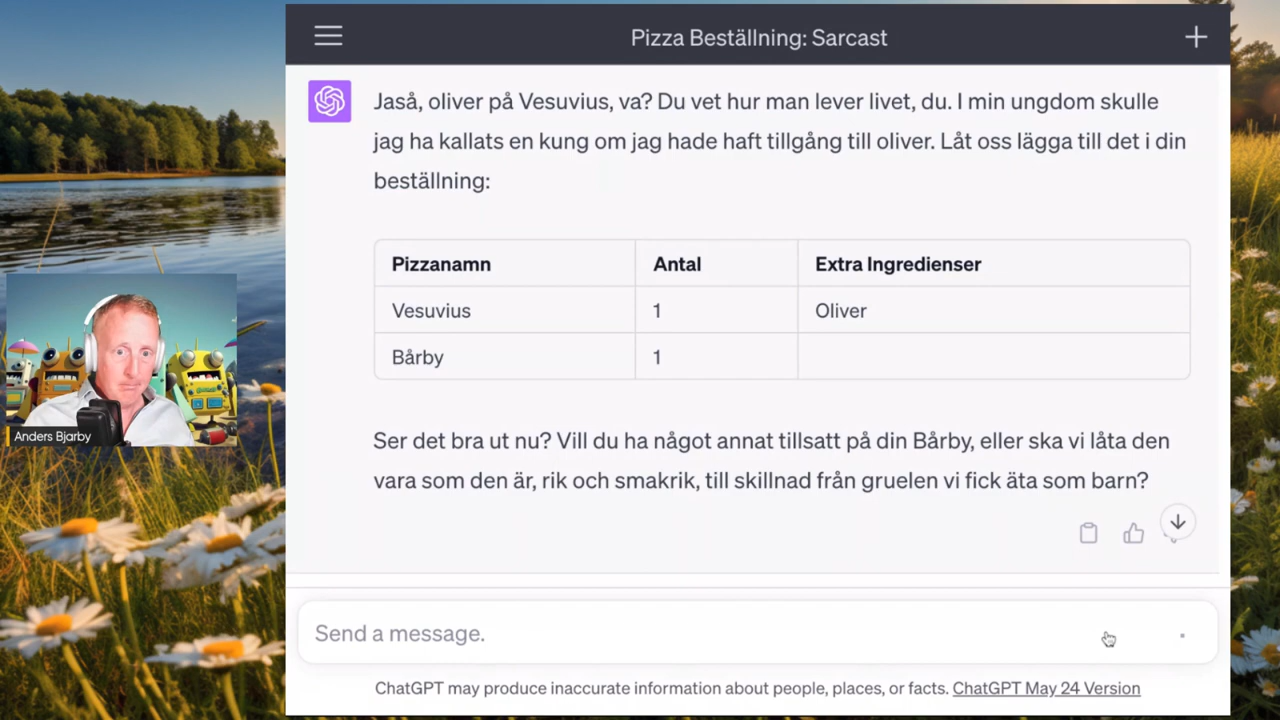 Pizza Beställning: Sarcast
Jaså, oliver på Vesuvius, va? Du vet hur man lever livet, du. I min ungdom skulle
jag ha kallats en kung om jag hade haft tillgång till oliver. Låt oss lägga till det i din
beställning:
Pizzanamn Antal Extra Ingredienser
Vesuvius 1 Oliver
Bårby 1
Ser det bra ut nu? Vill du ha något annat tillsatt på din Bårby, eller ska vi låta den
vara som den är, rik och smakrik, till skillnad från gruelen vi fick äta som barn?
Anders Bjarby
Send a message.
ChatGPT may produce inaccurate information about people, places, or facts. ChatGPT May 24 Version